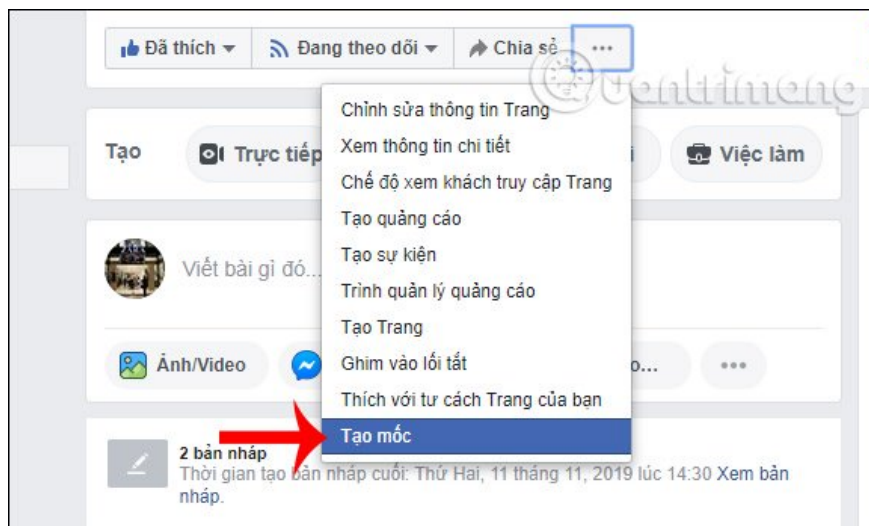 Đã thích
Đang theo dõi
Chia sẻ
Quantrimang
Chỉnh sửa thông tin Trang
Xem thông tin chi tiết
Chế độ xem khách truy cập Trang
Tạo quảng cáo
Tạo sự kiện
Trình quản lý quảng cáo
Tạo Trang
Ghim vào lối tắt
Thích với tư cách Trang của bạn
Tạo mốc
Tạo
Trực tiếp
Việc làm
Viết bài gì đó...
Ảnh/Video
2 bản nháp
Thời gian tạo bản nháp cuối: Thứ Hai, 11 tháng 11, 2019 lúc 14:30 Xem bản
nháp.